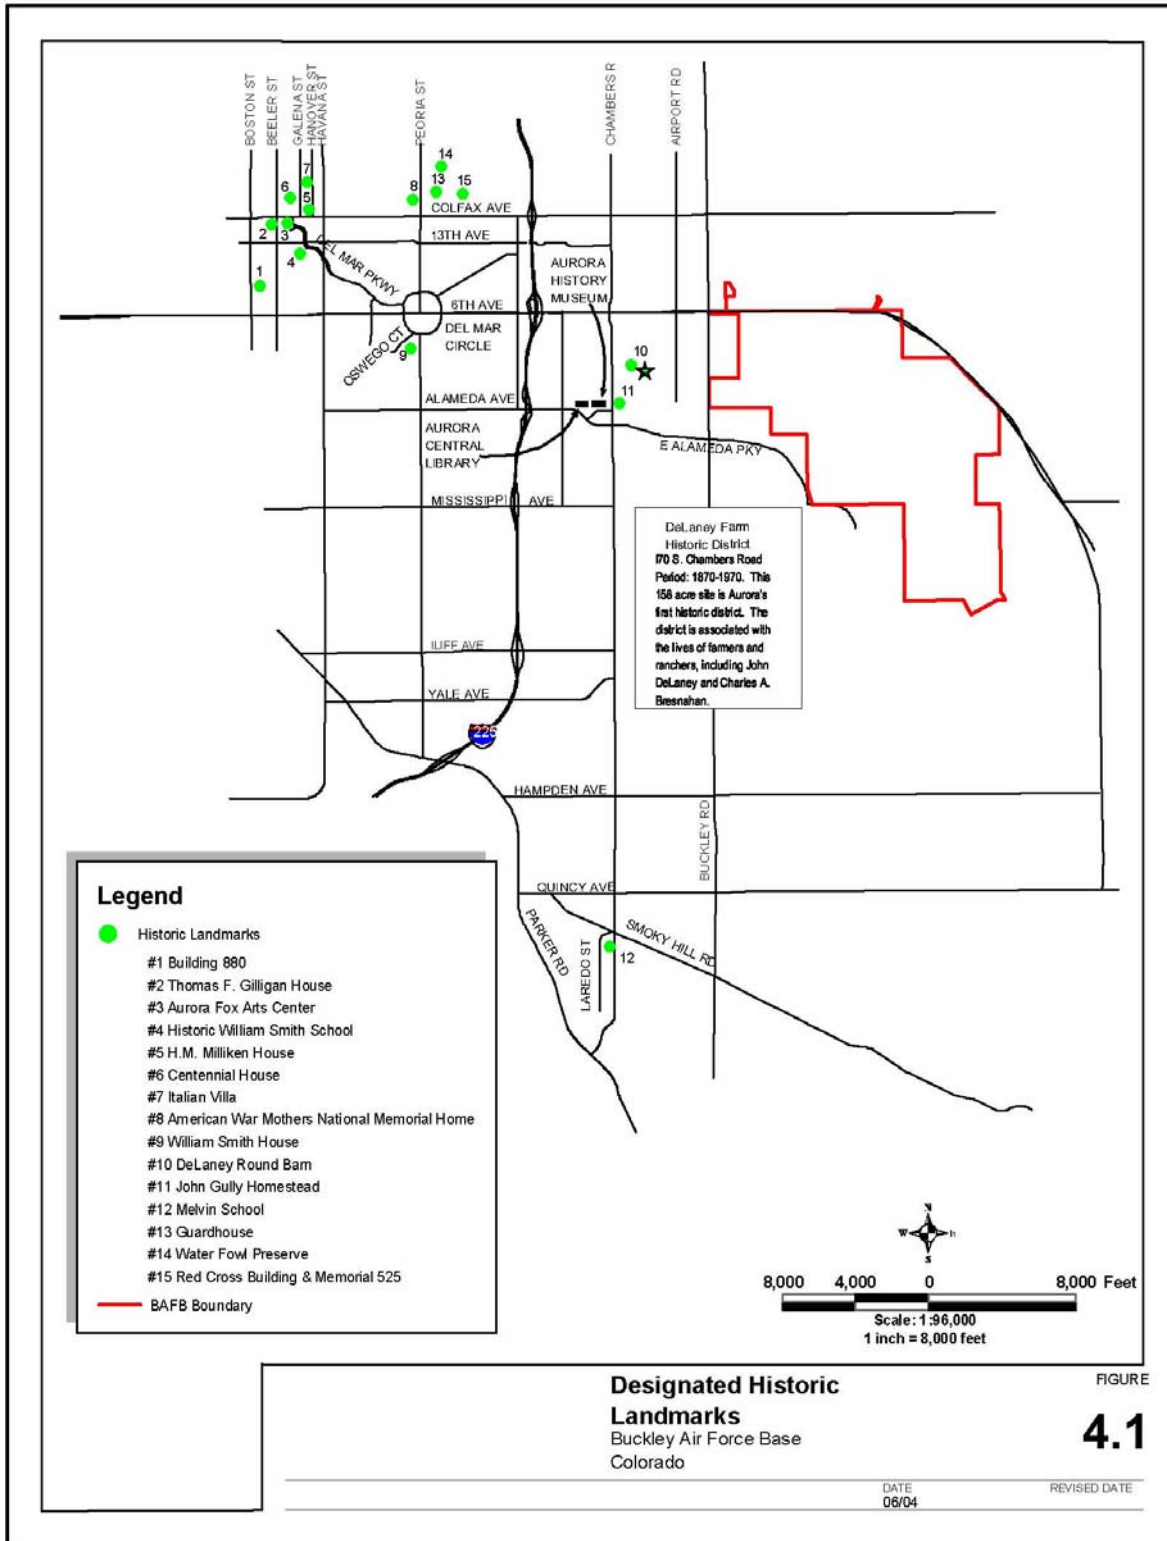 BOSTON ST
BEELER ST
GALENA ST
HANOVER ST
HAVANA ST
PEORIA ST
CHAMBERS R
AIRPORT RD
14
7
13
15
6
8
5
COLFAX AVE
2
3
13TH AVE
4
DEL MAR PKWY
AURORA
HISTORY
MUSEUM
1
6TH AVE
DEL MAR
CIRCLE
OSWEGO CT
9
10
11
ALAMEDA AVE
AURORA
CENTRAL
LIBRARY
E ALAMEDA PKY
MISSISSIPPI AVE
DeLaney Farm
Historic District
170 S. Chambers Road
Period: 1870-1970. This
158 acre site is Aurora's
first historic district. The
district is associated with
the lives of farmers and
ranchers, including John
DeLaney and Charles A.
Bresnahan.
ILIFF AVE
YALE AVE
225
HAMPDEN AVE
BUCKLEY RD
QUINCY AVE
PARKER RD
LAREDO ST
SMOKY HILL RD
12
Legend
Historic Landmarks
#1 Building 880
#2 Thomas F. Gilligan House
#3 Aurora Fox Arts Center
#4 Historic William Smith School
#5 H.M. Milliken House
#6 Centennial House
#7 Italian Villa
#8 American War Mothers National Memorial Home
#9 William Smith House
#10 DeLaney Round Barn
#11 John Gully Homestead
#12 Melvin School
#13 Guardhouse
#14 Water Fowl Preserve
#15 Red Cross Building & Memorial 525
BAFB Boundary
N
W
S
8,000 4,000 0 8,000 Feet
Scale: 1:96,000
1 inch = 8,000 feet
Designated Historic
Landmarks
Buckley Air Force Base
Colorado
FIGURE
4.1
DATE
06/04
REVISED DATE